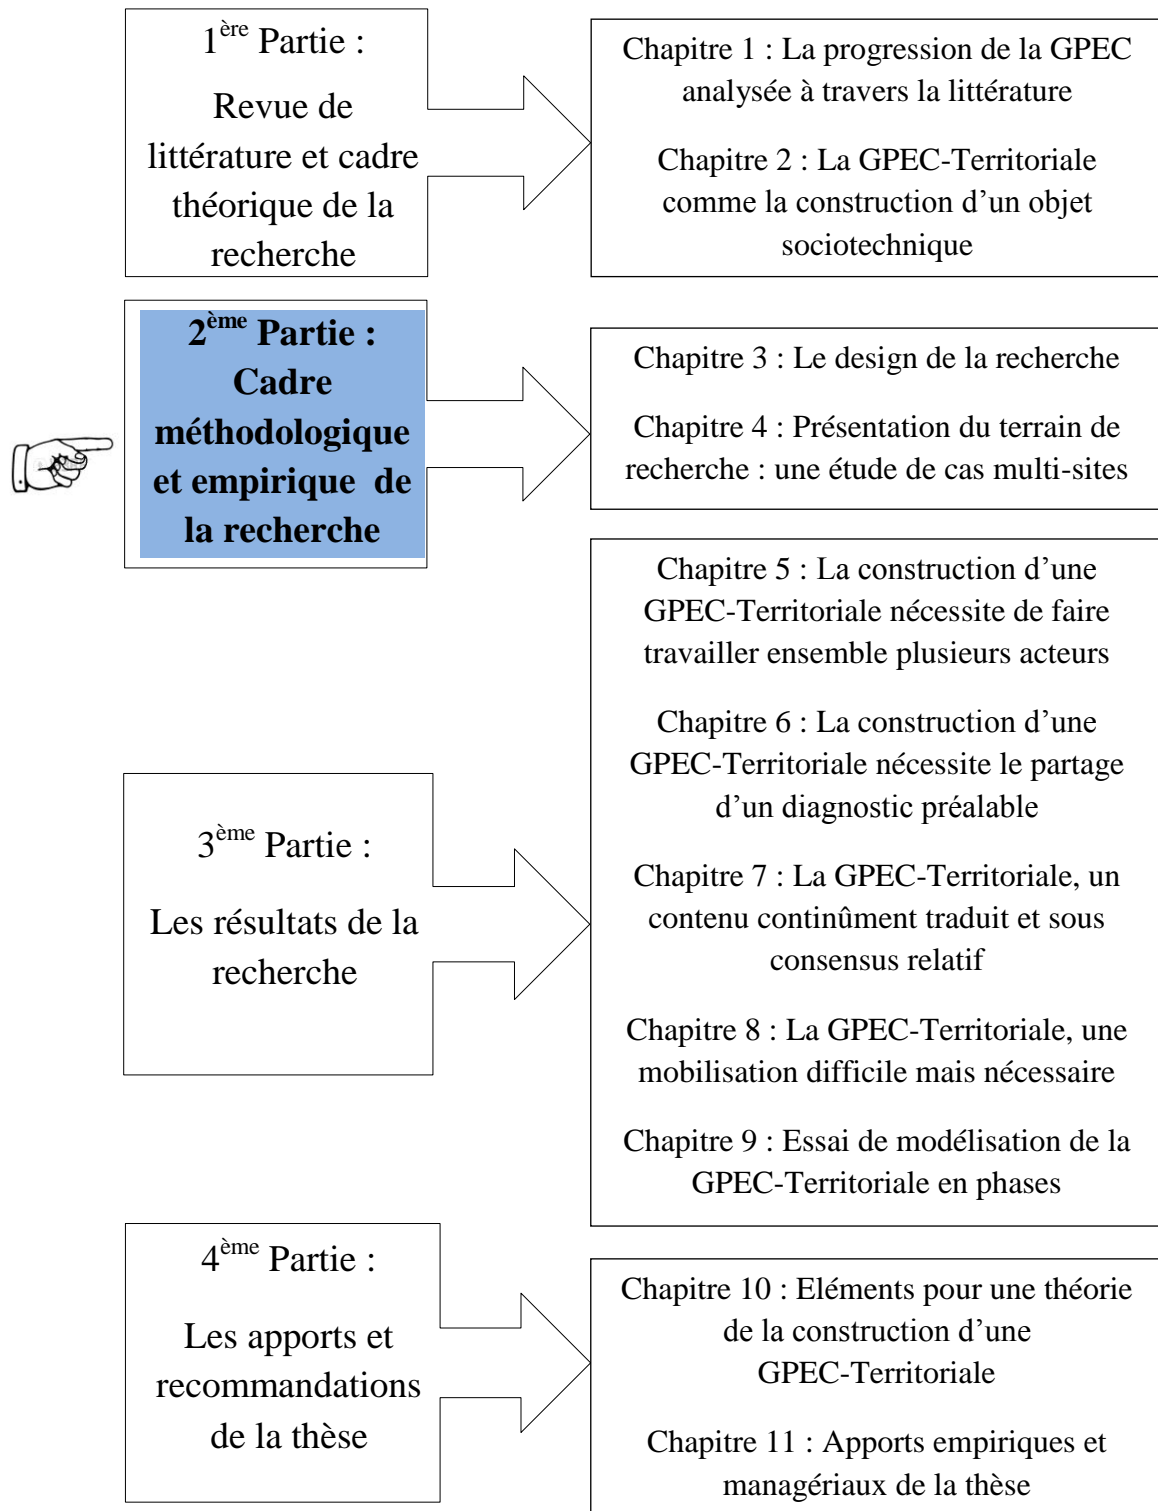 1ère Partie :
Revue de
littérature et cadre
théorique de la
recherche
Chapitre 1 : La progression de la GPEC
analysée à travers la littérature
Chapitre 2 : La GPEC-Territoriale
comme la construction d’un objet
sociotechnique
2ème Partie :
Cadre
méthodologique
et empirique de
la recherche
Chapitre 3 : Le design de la recherche
Chapitre 4 : Présentation du terrain de
recherche : une étude de cas multi-sites
3ème Partie :
Les résultats de la
recherche
Chapitre 5 : La construction d’une
GPEC-Territoriale nécessite de faire
travailler ensemble plusieurs acteurs
Chapitre 6 : La construction d’une
GPEC-Territoriale nécessite le partage
d’un diagnostic préalable
Chapitre 7 : La GPEC-Territoriale, un
contenu continûment traduit et sous
consensus relatif
Chapitre 8 : La GPEC-Territoriale, une
mobilisation difficile mais nécessaire
Chapitre 9 : Essai de modélisation de la
GPEC-Territoriale en phases
4ème Partie :
Les apports et
recommandations
de la thèse
Chapitre 10 : Eléments pour une théorie
de la construction d’une
GPEC-Territoriale
Chapitre 11 : Apports empiriques et
managériaux de la thèse